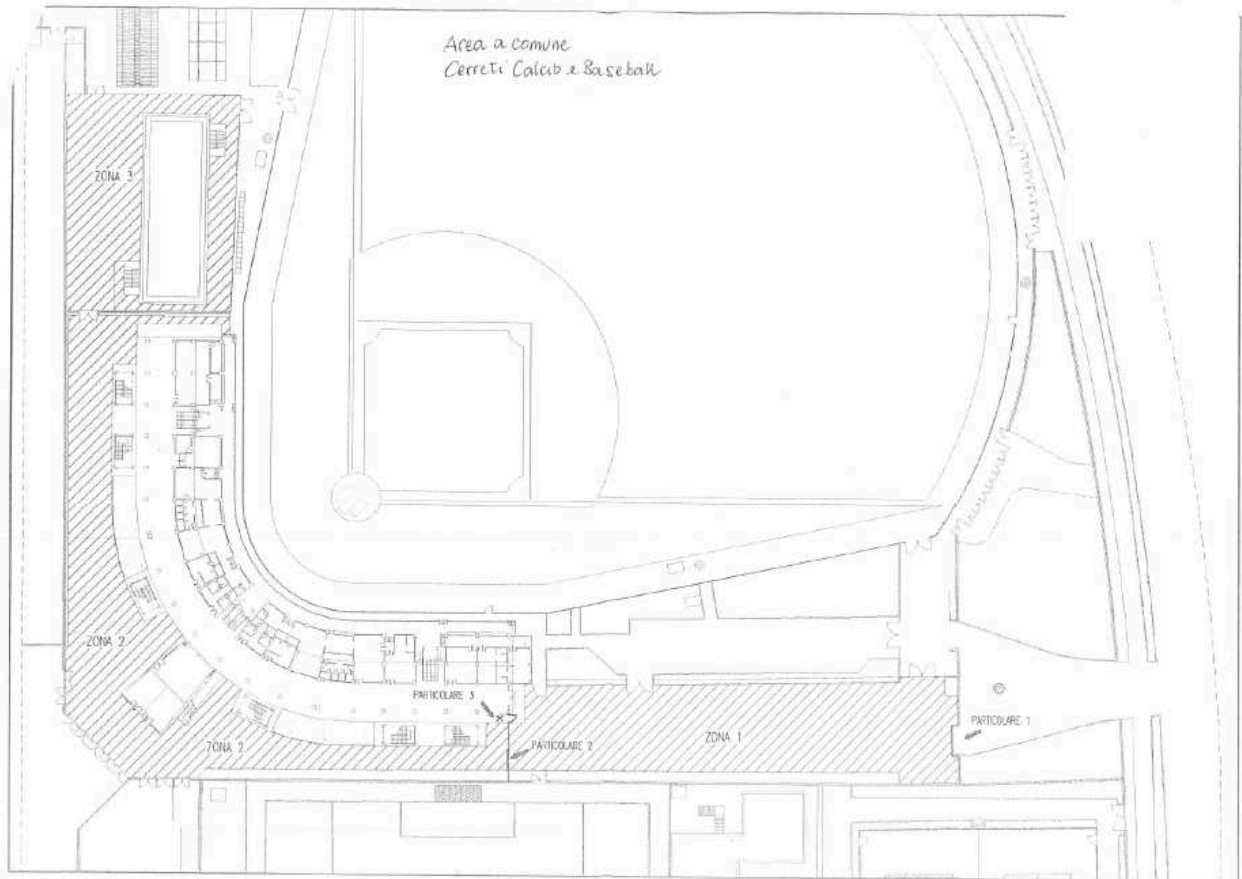 Area a comune
Cerreti Calcio e Baseball
ZONA 3
ZONA 2
PARTICOLARE 3
PARTICOLARE 1
ZONA 2
PARTICOLARE 2
ZONA 1